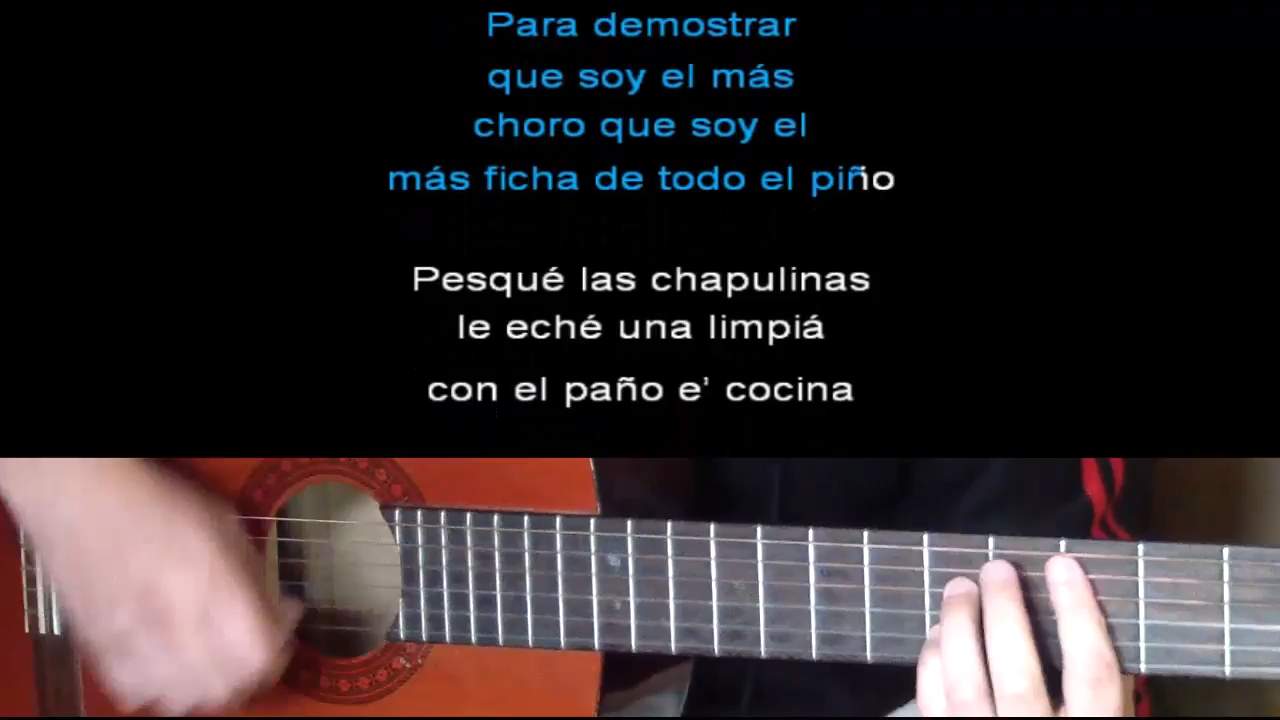 Para demostrar
que soy el más
choro que soy el
más ficha de todo el piño
Pesqué las chapulinas
le eché una limpiá
con el paño e' cocina